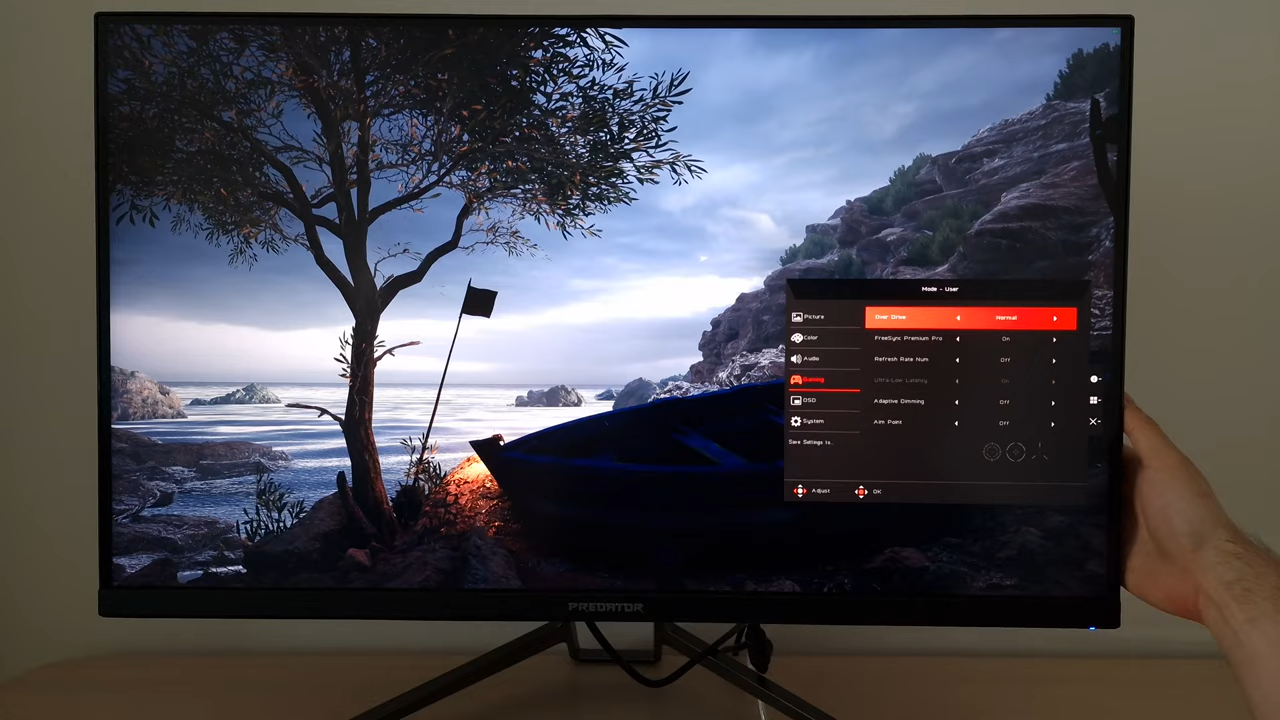 Mode - User
Picture
Color
Audio
Gaming
OSD
System
Save Settings to..
Over Drive Normal
FreeSync Premium Pro On
Refresh Rate Num Off
Ultra-Low Latency On
Adaptive Dimming Off
Aim Point Off
Adjust OK
PREDATOR